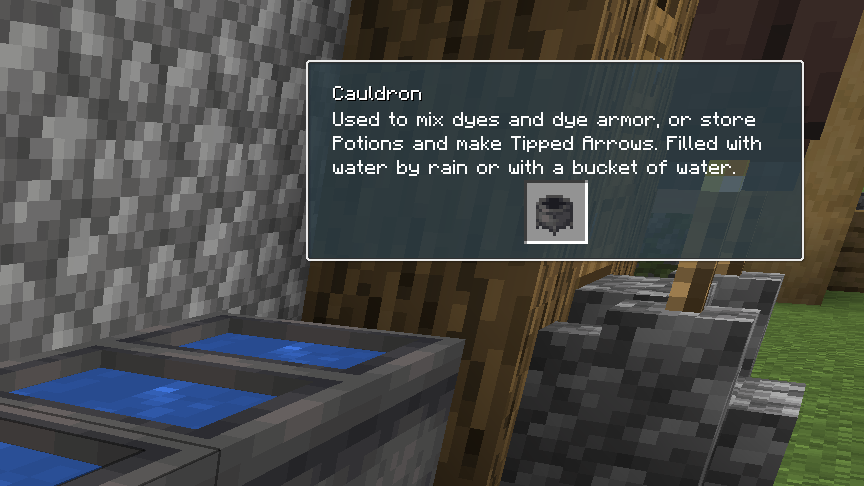 Cauldron
Used to mix dyes and dye armor, or store
Potions and make Tipped Arrows. Filled with
water by rain or with a bucket of water.